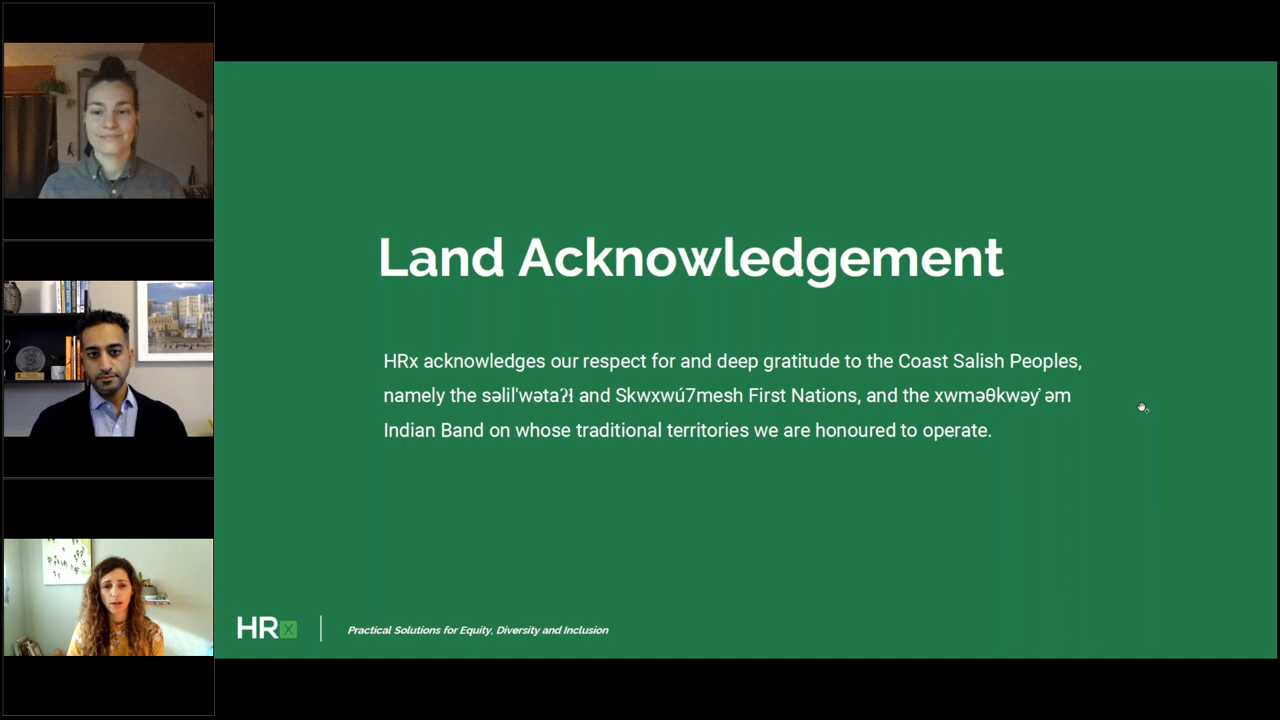 Land Acknowledgement
HRx acknowledges our respect for and deep gratitude to the Coast Salish Peoples,
namely the səlil'wətaʔɬ and Skwxwú7mesh First Nations, and the xwməθkwəy̓ əm
Indian Band on whose traditional territories we are honoured to operate.
HRx
Practical Solutions for Equity, Diversity and Inclusion